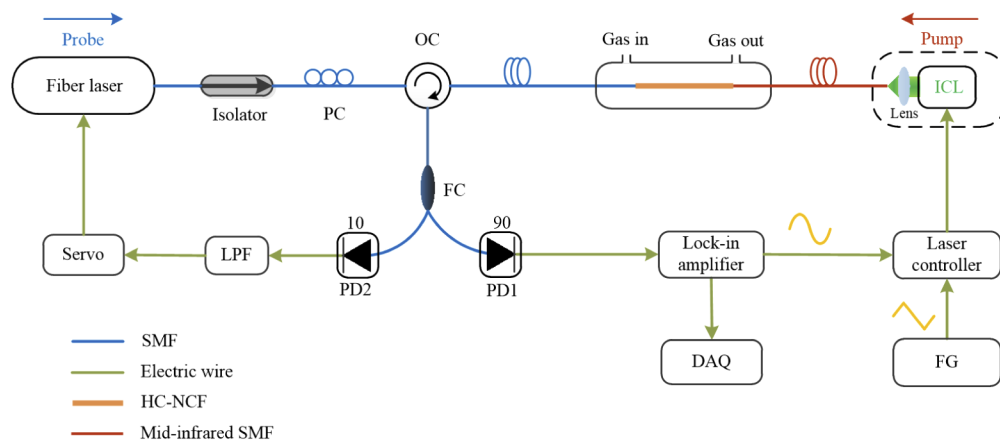 Probe
OC
Gas in
Gas out
Pump
Fiber laser
Isolator
PC
Lens
ICL
FC
10
90
Servo
LPF
PD2
PD1
Lock-in
amplifier
Laser
controller
DAQ
FG
SMF
Electric wire
HC-NCF
Mid-infrared SMF